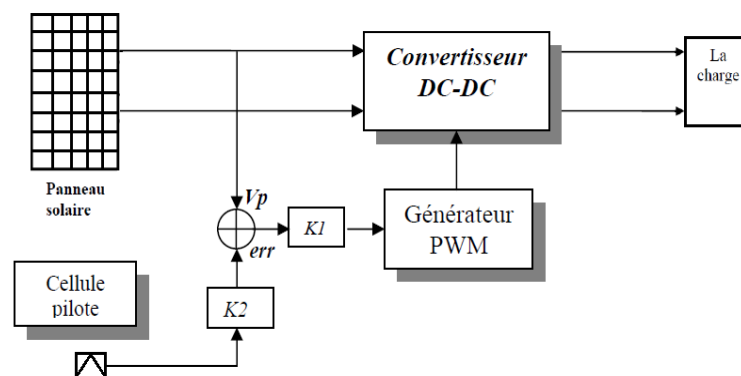 Convertisseur
DC-DC
La
charge
Panneau
solaire
Vp
err
K1
Générateur
PWM
Cellule
pilote
K2